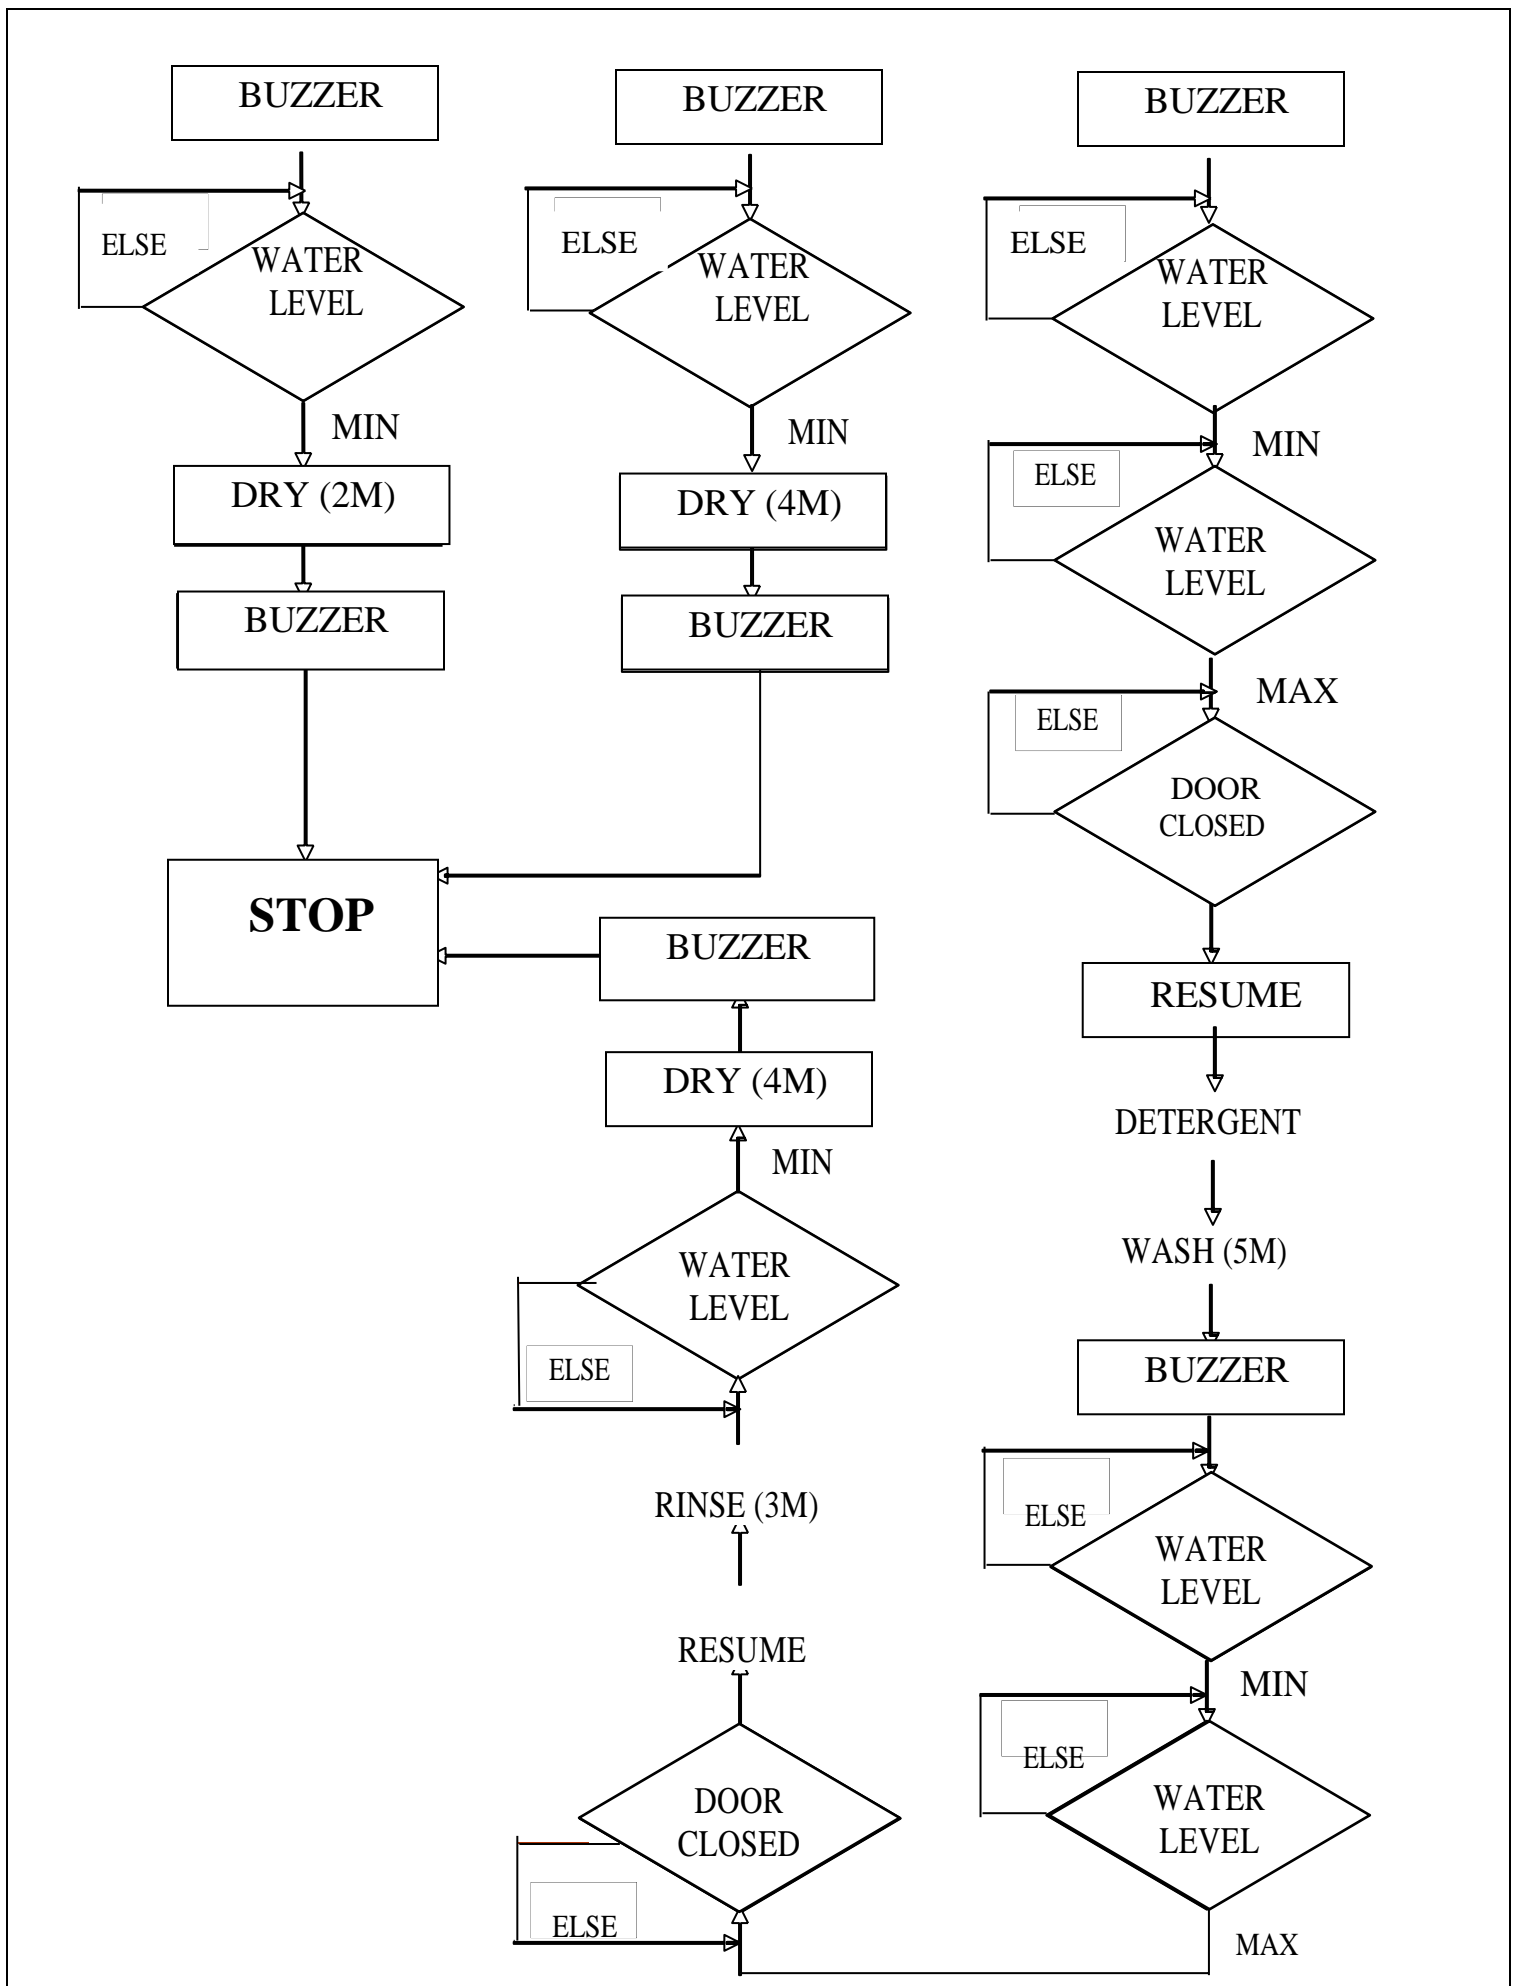 BUZZER
BUZZER
BUZZER
ELSE
WATER
LEVEL
ELSE
WATER
LEVEL
ELSE
WATER
LEVEL
MIN
MIN
MIN
ELSE
DRY (2M)
DRY (4M)
WATER
LEVEL
BUZZER
BUZZER
MAX
ELSE
DOOR
CLOSED
STOP
BUZZER
RESUME
DRY (4M)
DETERGENT
MIN
WASH (5M)
WATER
LEVEL
ELSE
BUZZER
RINSE (3M)
ELSE
WATER
LEVEL
RESUME
MIN
ELSE
DOOR
CLOSED
WATER
LEVEL
ELSE
MAX